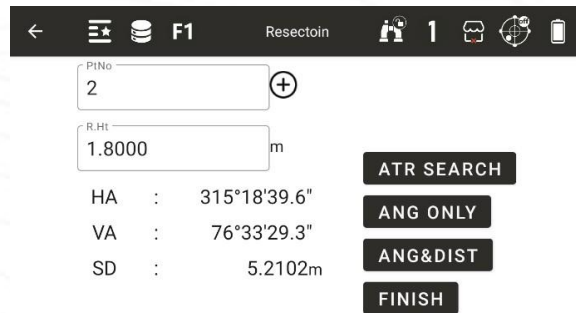 F1 Resectoin 1 off
PtNo
2
R.Ht
1.8000 m
ATR SEARCH
HA : 315°18'39.6"
ANG ONLY
VA : 76°33'29.3"
ANG&DIST
SD : 5.2102m
FINISH